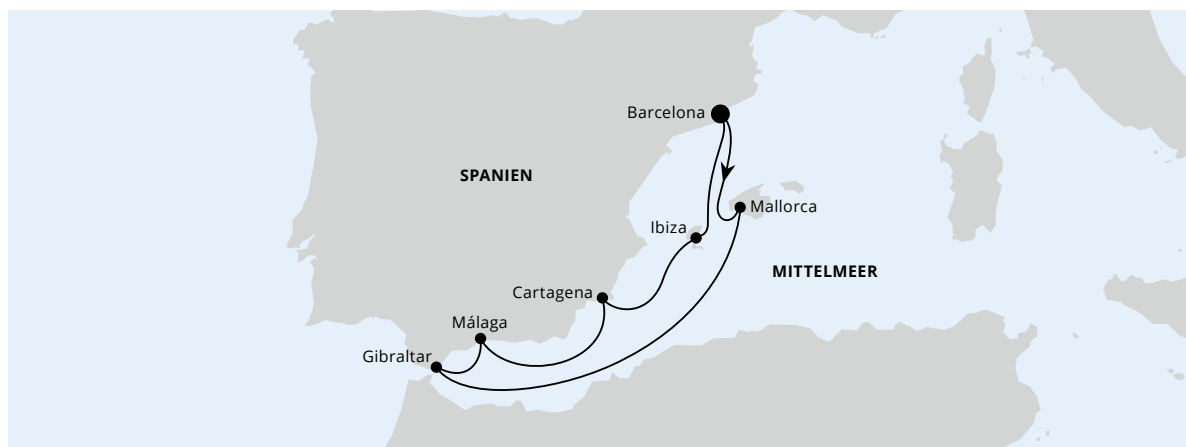 Barcelona
SPANIEN
Mallorca
Ibiza
MITTELMEER
Cartagena
Málaga
Gibraltar